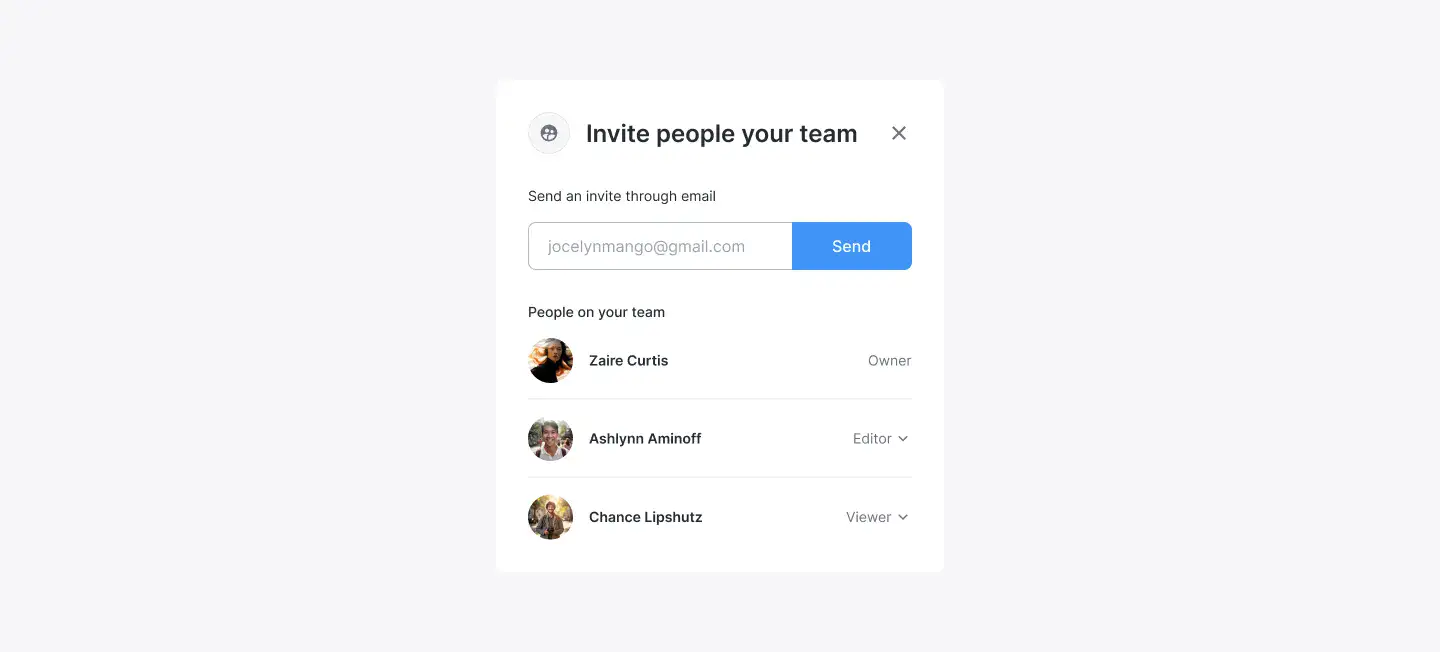 Invite people your team
Send an invite through email
jocelynmango@gmail.com
Send
People on your team
Zaire Curtis
Owner
Ashlynn Aminoff
Editor
Chance Lipshutz
Viewer